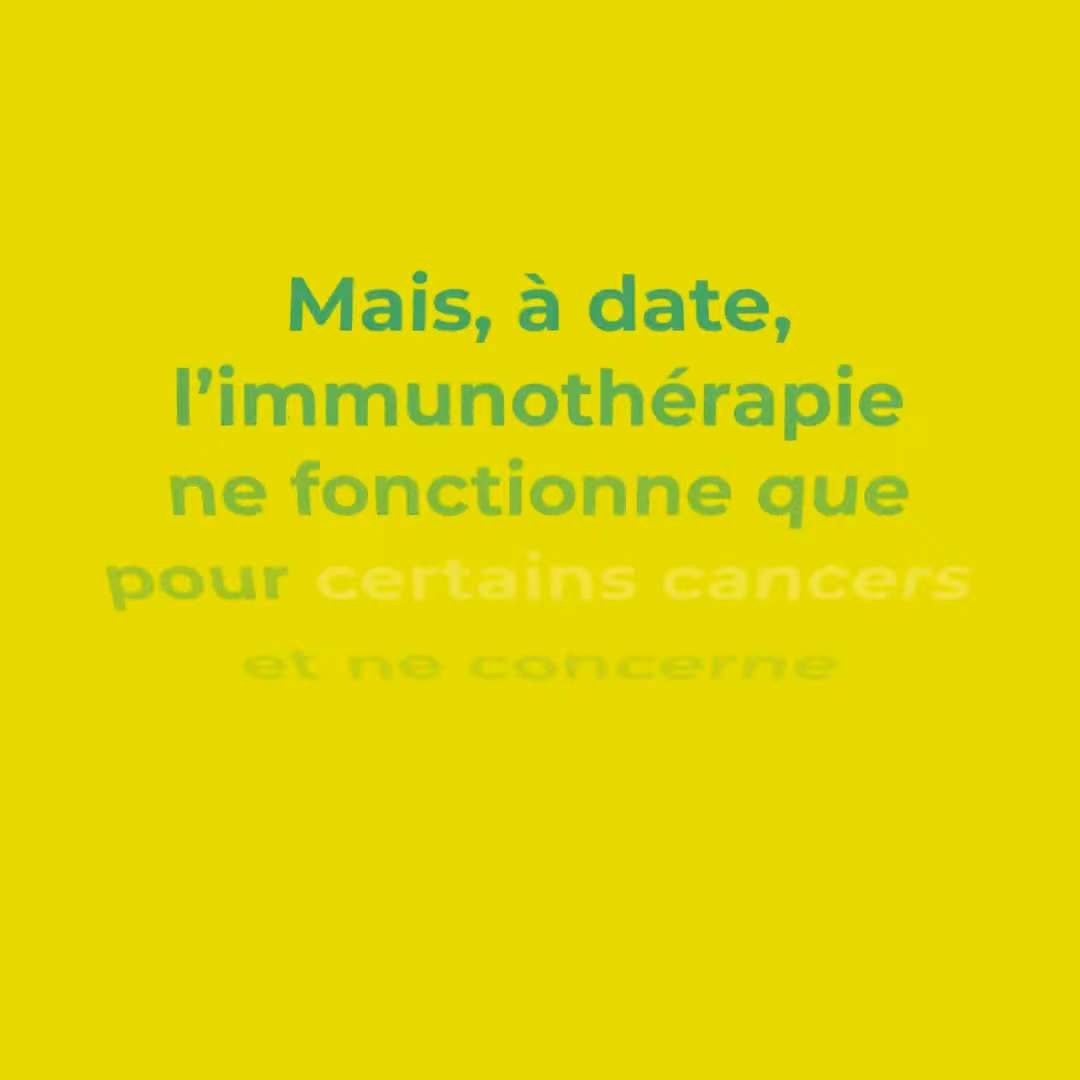 Mais, à date,
l’immunothérapie
ne fonctionne que
pour certains cancers
et ne concerne